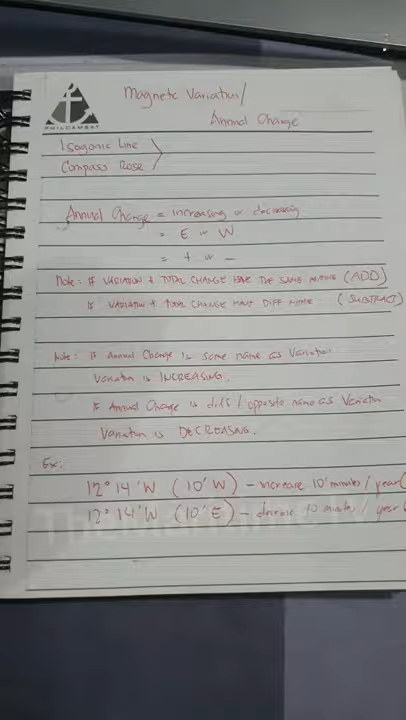 PHILCAMSAT
Magnetic Variation/
Annual Change
Isogonic Line
Compass Rose
Annual Change = increasing or decreasing
= E or W
= + or -
Note: IF VARIATION & TOTAL CHANGE HAVE THE SAME NAME (ADD)
IF VARIATION & TOTAL CHANGE HAVE DIFF NAME (SUBTRACT)
Note: IF Annual Change is same name as Variation
Variation is INCREASING.
IF Annual Change is diff / opposite name as Variation
Variation is DECREASING.
Ex.
12° 14' W (10' W) - increase 10' minutes / year
12° 14' W (10' E) - decrease 10 minutes / year